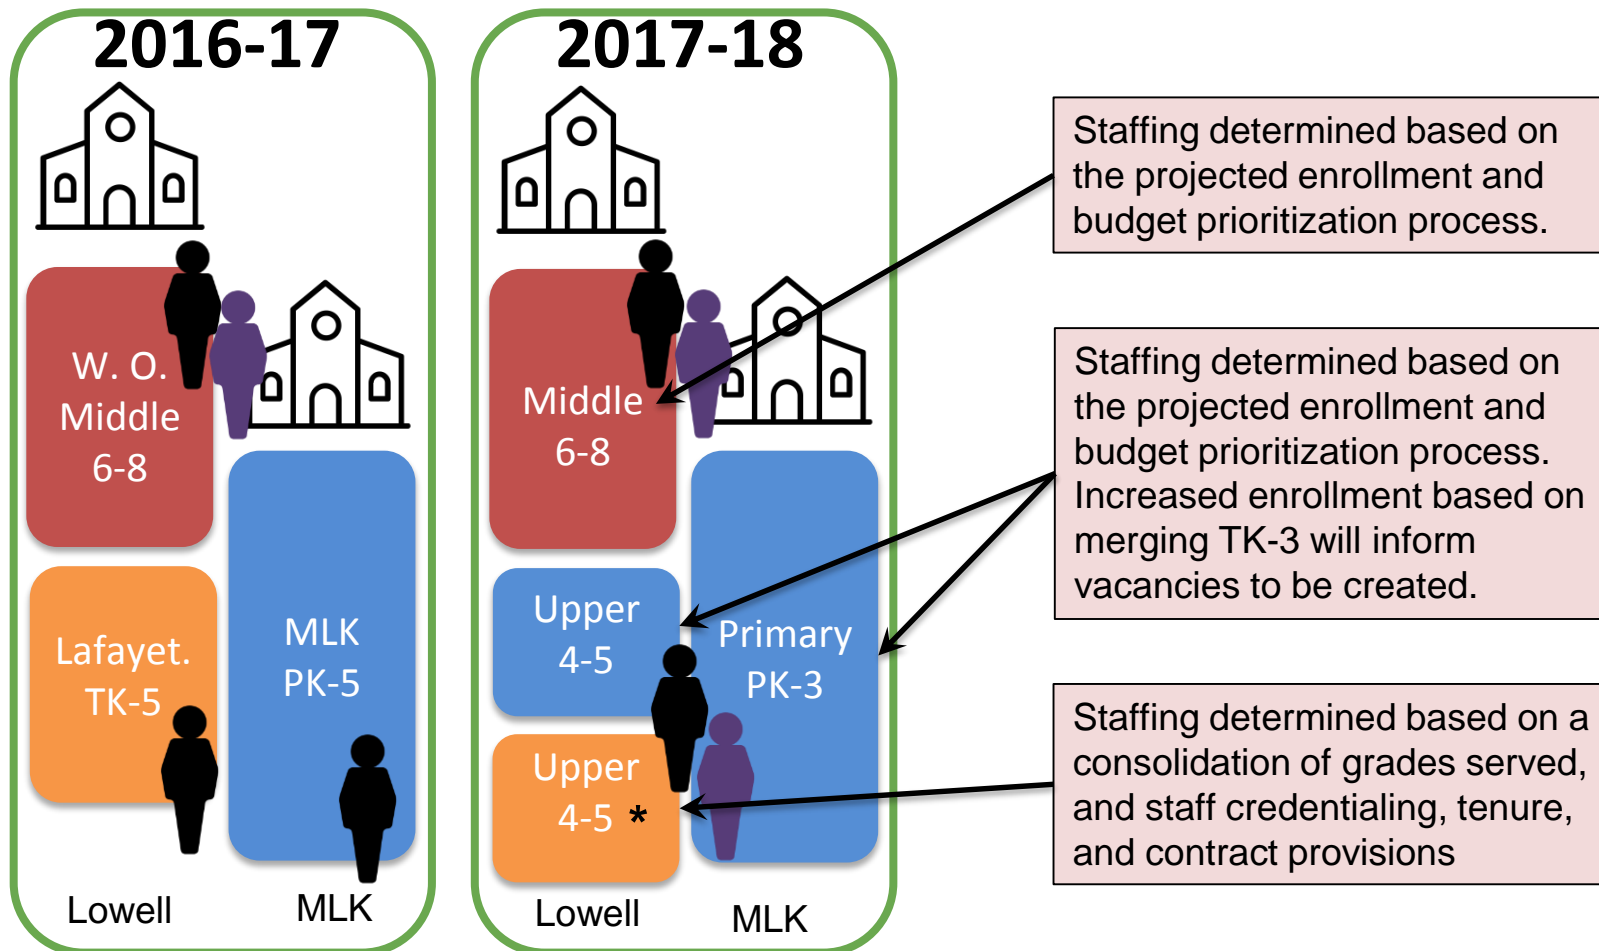 2016-17
W. O.
Middle
6-8
Lafayet.
TK-5
MLK
PK-5
Lowell
MLK
2017-18
Middle
6-8
Upper
4-5
Primary
PK-3
Upper
4-5 *
Lowell
MLK
Staffing determined based on
the projected enrollment and
budget prioritization process.
Staffing determined based on
the projected enrollment and
budget prioritization process.
Increased enrollment based on
merging TK-3 will inform
vacancies to be created.
Staffing determined based on a
consolidation of grades served,
and staff credentialing, tenure,
and contract provisions